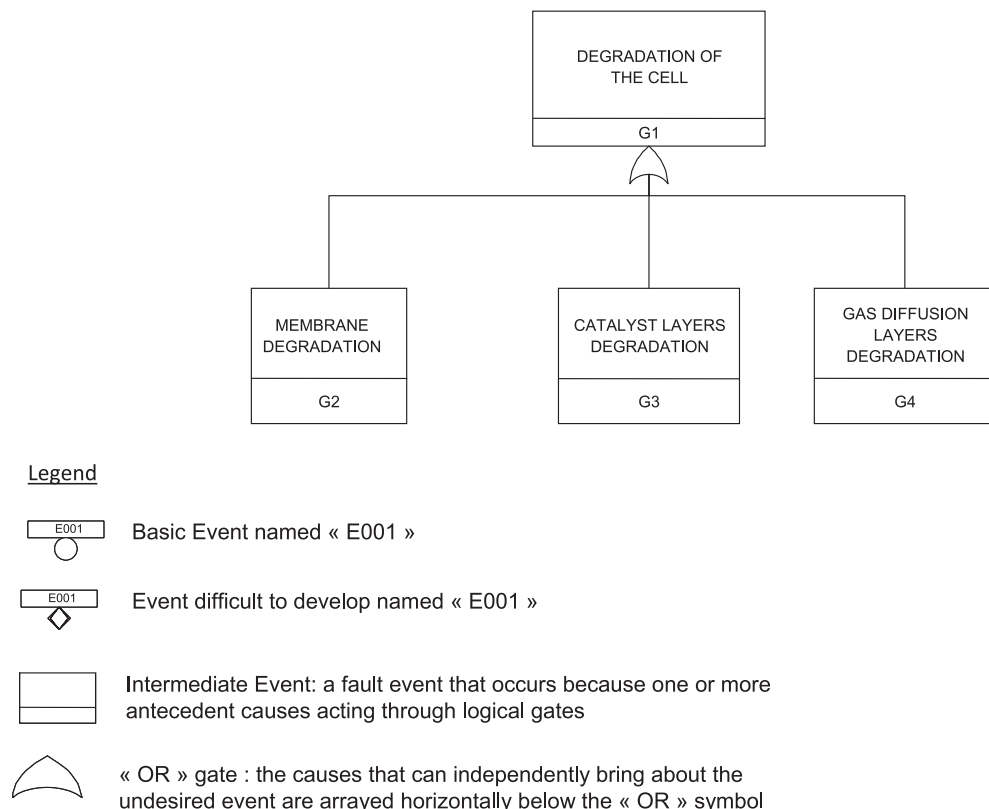 DEGRADATION OF
THE CELL
G1
MEMBRANE
DEGRADATION
G2
CATALYST LAYERS
DEGRADATION
G3
GAS DIFFUSION
LAYERS
DEGRADATION
G4
Legend
E001
Basic Event named « E001 »
E001
Event difficult to develop named « E001 »
Intermediate Event: a fault event that occurs because one or more
antecedent causes acting through logical gates
« OR » gate : the causes that can independently bring about the
undesired event are arrayed horizontally below the « OR » symbol